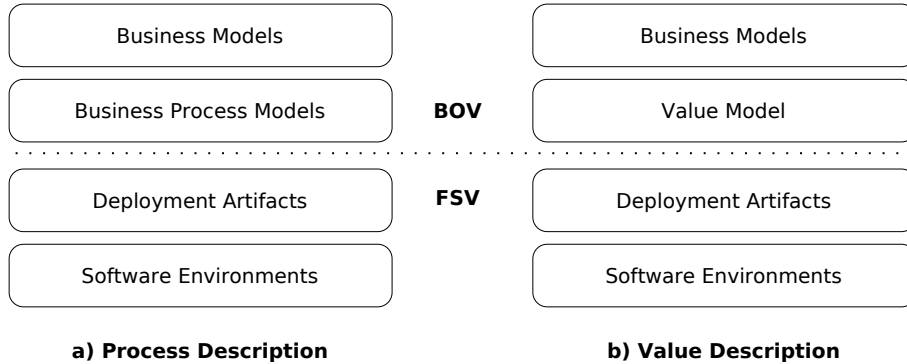 Business Models
Business Models
Business Process Models
BOV
Value Model
Deployment Artifacts
FSV
Deployment Artifacts
Software Environments
Software Environments
a) Process Description
b) Value Description